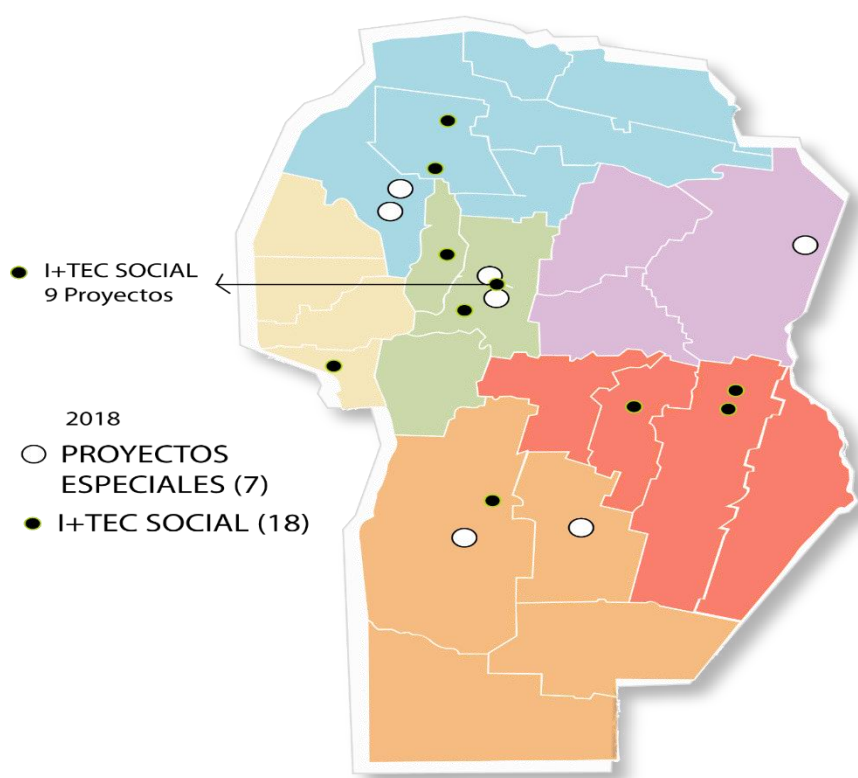 I+TEC SOCIAL
9 Proyectos
2018
PROYECTOS
ESPECIALES (7)
I+TEC SOCIAL (18)